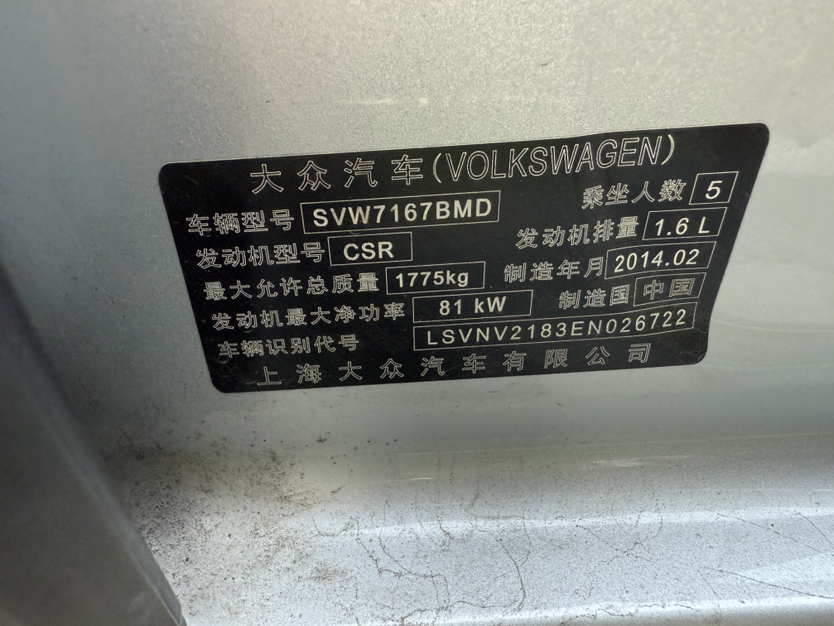 大众汽车(VOLKSWAGEN)
车辆型号 SVW7167BMD 乘坐人数 5
发动机型号 CSR 发动机排量 1.6 L
最大允许总质量 1775kg 制造年月 2014.02
发动机最大净功率 81 kW 制造国 中国
车辆识别代号 LSVNV2183EN026722
上海大众汽车有限公司